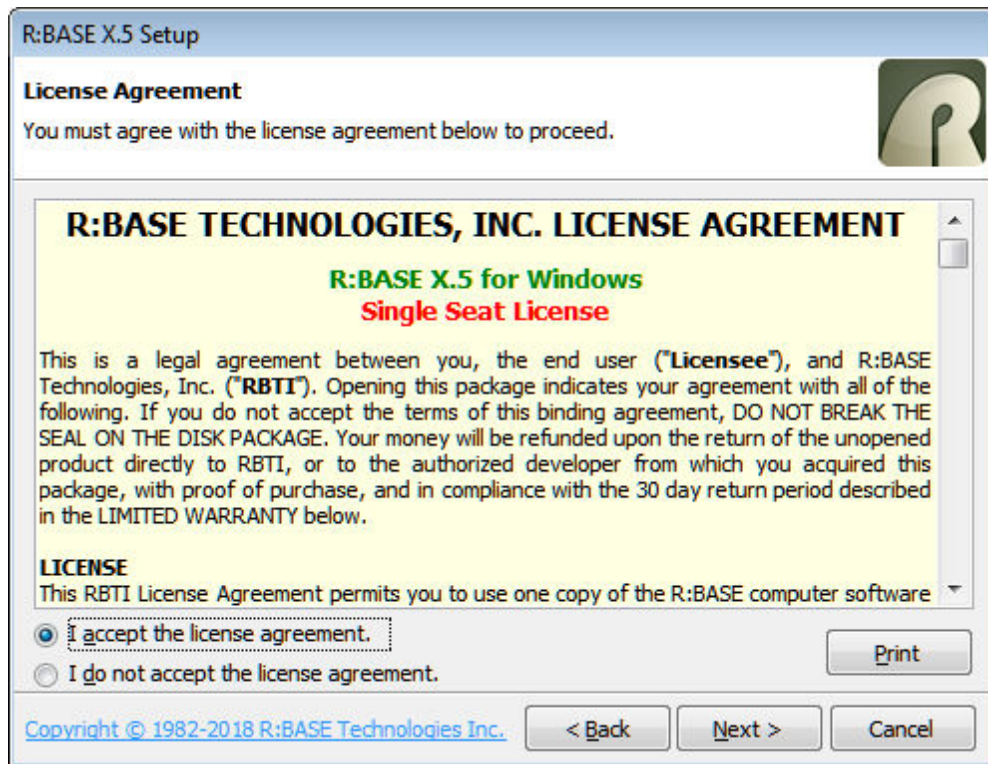 R:BASE X.5 Setup
License Agreement
You must agree with the license agreement below to proceed.
R:BASE TECHNOLOGIES, INC. LICENSE AGREEMENT
R:BASE X.5 for Windows
Single Seat License
This is a legal agreement between you, the end user ("Licensee"), and R:BASE
Technologies, Inc. ("RBTI"). Opening this package indicates your agreement with all of the
following. If you do not accept the terms of this binding agreement, DO NOT BREAK THE
SEAL ON THE DISK PACKAGE. Your money will be refunded upon the return of the unopened
product directly to RBTI, or to the authorized developer from which you acquired this
package, with proof of purchase, and in compliance with the 30 day return period described
in the LIMITED WARRANTY below.
LICENSE
This RBTI License Agreement permits you to use one copy of the R:BASE computer software
I accept the license agreement.
I do not accept the license agreement.
Print
Copyright © 1982-2018 R:BASE Technologies Inc.
< Back
Next >
Cancel